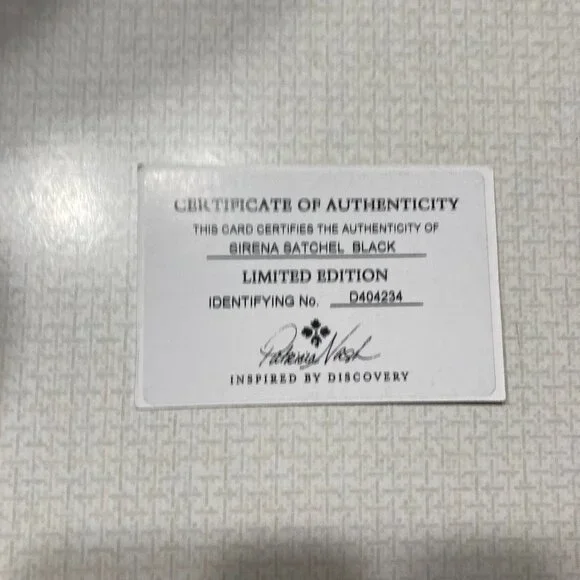 CERTIFICATE OF AUTHENTICITY
THIS CARD CERTIFIES THE AUTHENTICITY OF
SIRENA SATCHEL BLACK
LIMITED EDITION
IDENTIFYING No. D404234
Patricia Nash
INSPIRED BY DISCOVERY